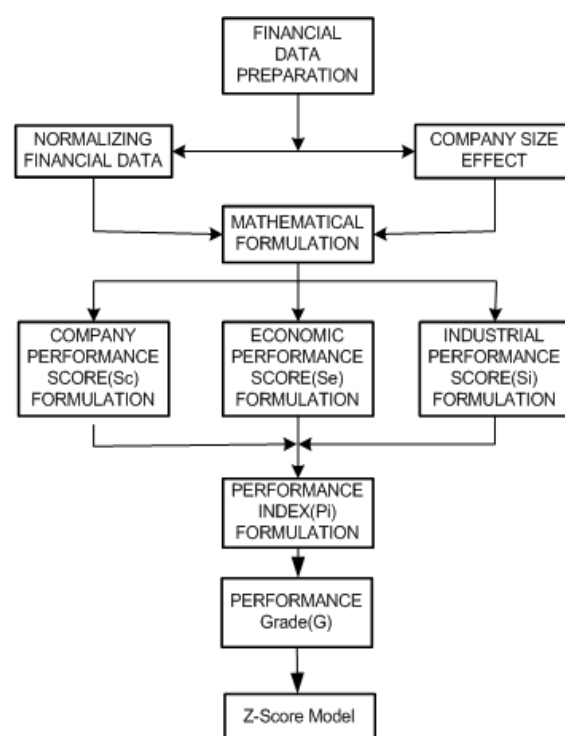 FINANCIAL
DATA
PREPARATION
NORMALIZING
FINANCIAL DATA
COMPANY SIZE
EFFECT
MATHEMATICAL
FORMULATION
COMPANY
PERFORMANCE
SCORE(Sc)
FORMULATION
ECONOMIC
PERFORMANCE
SCORE(Se)
FORMULATION
INDUSTRIAL
PERFORMANCE
SCORE(Si)
FORMULATION
PERFORMANCE
INDEX(Pi)
FORMULATION
PERFORMANCE
Grade(G)
Z-Score Model